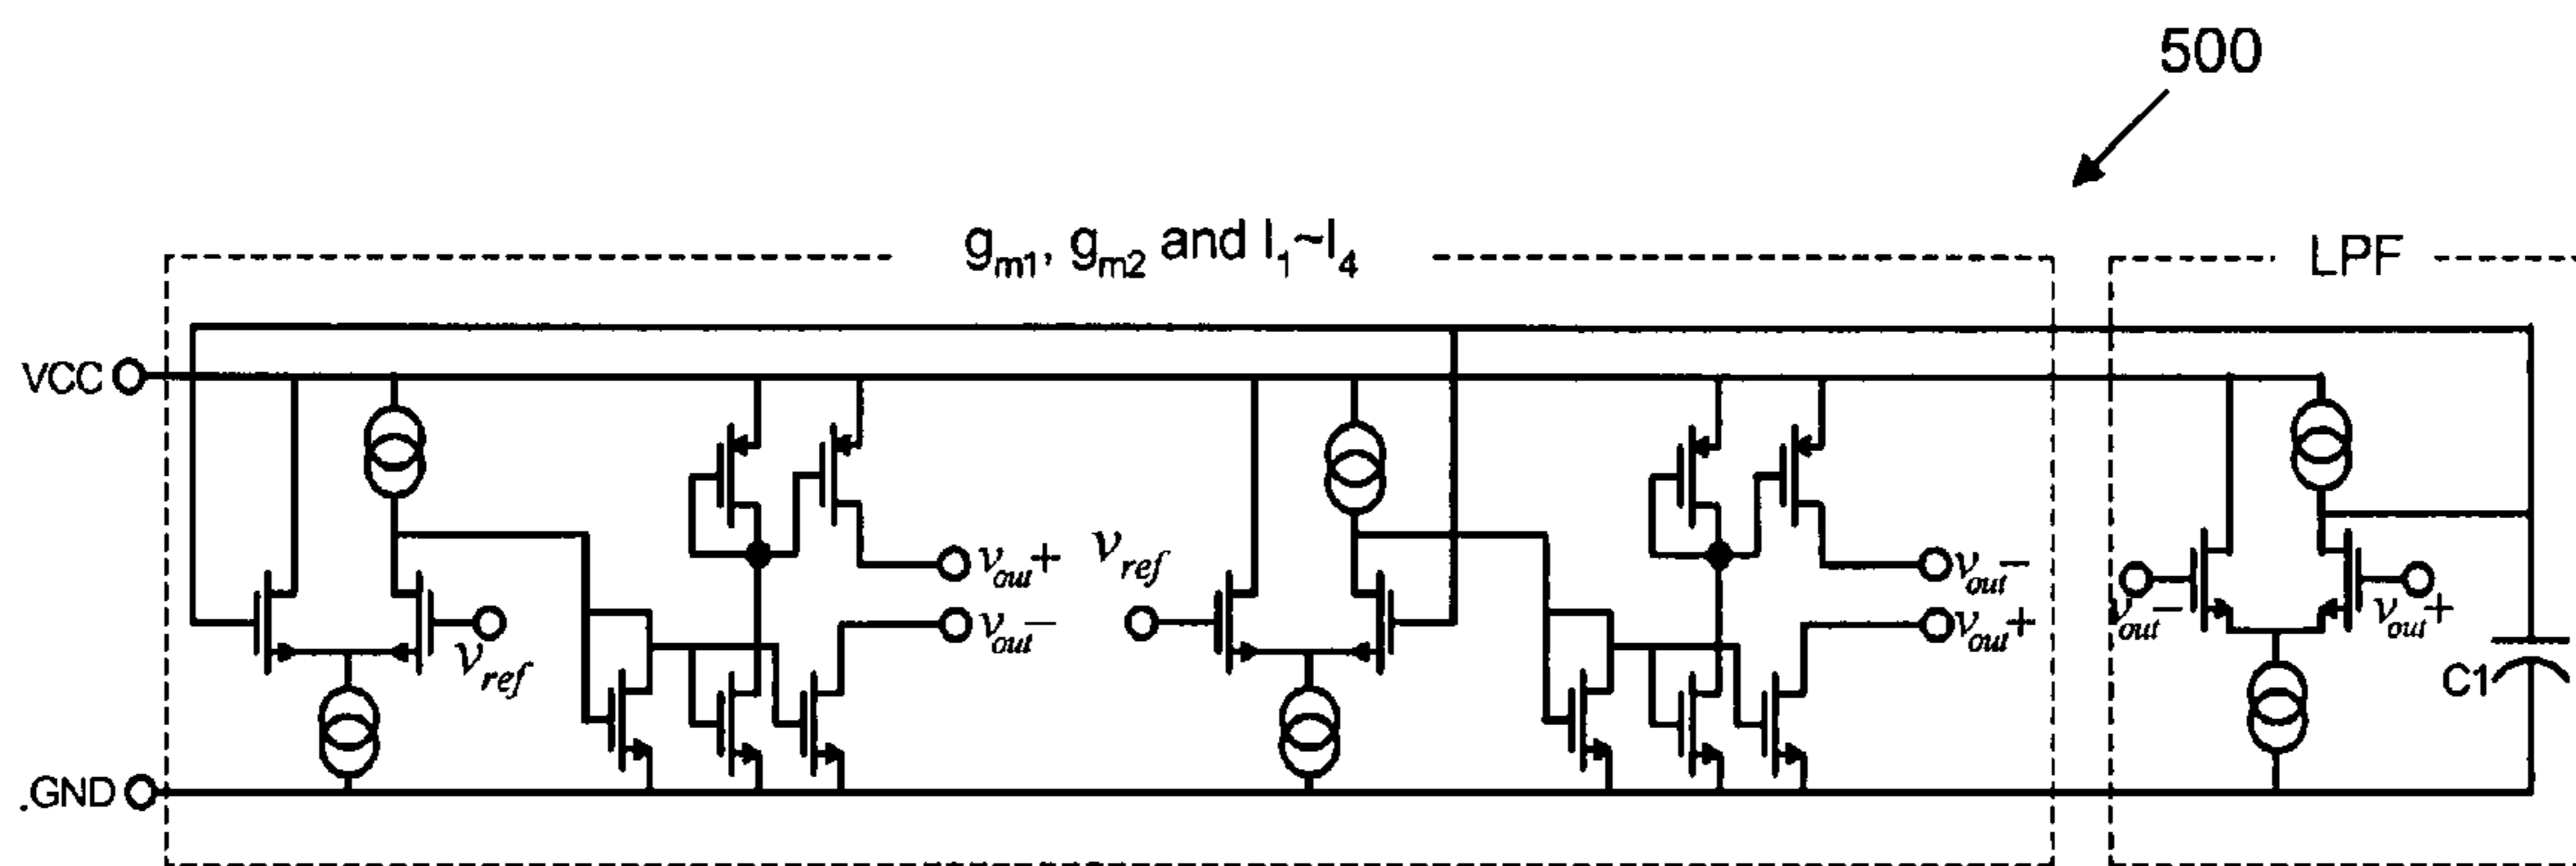 500
gm1, gm2 and I1~I4
LPF
VCC
vout+
vref
vout−
vout−
vout+
vref
vout−
vout+
C1
.GND